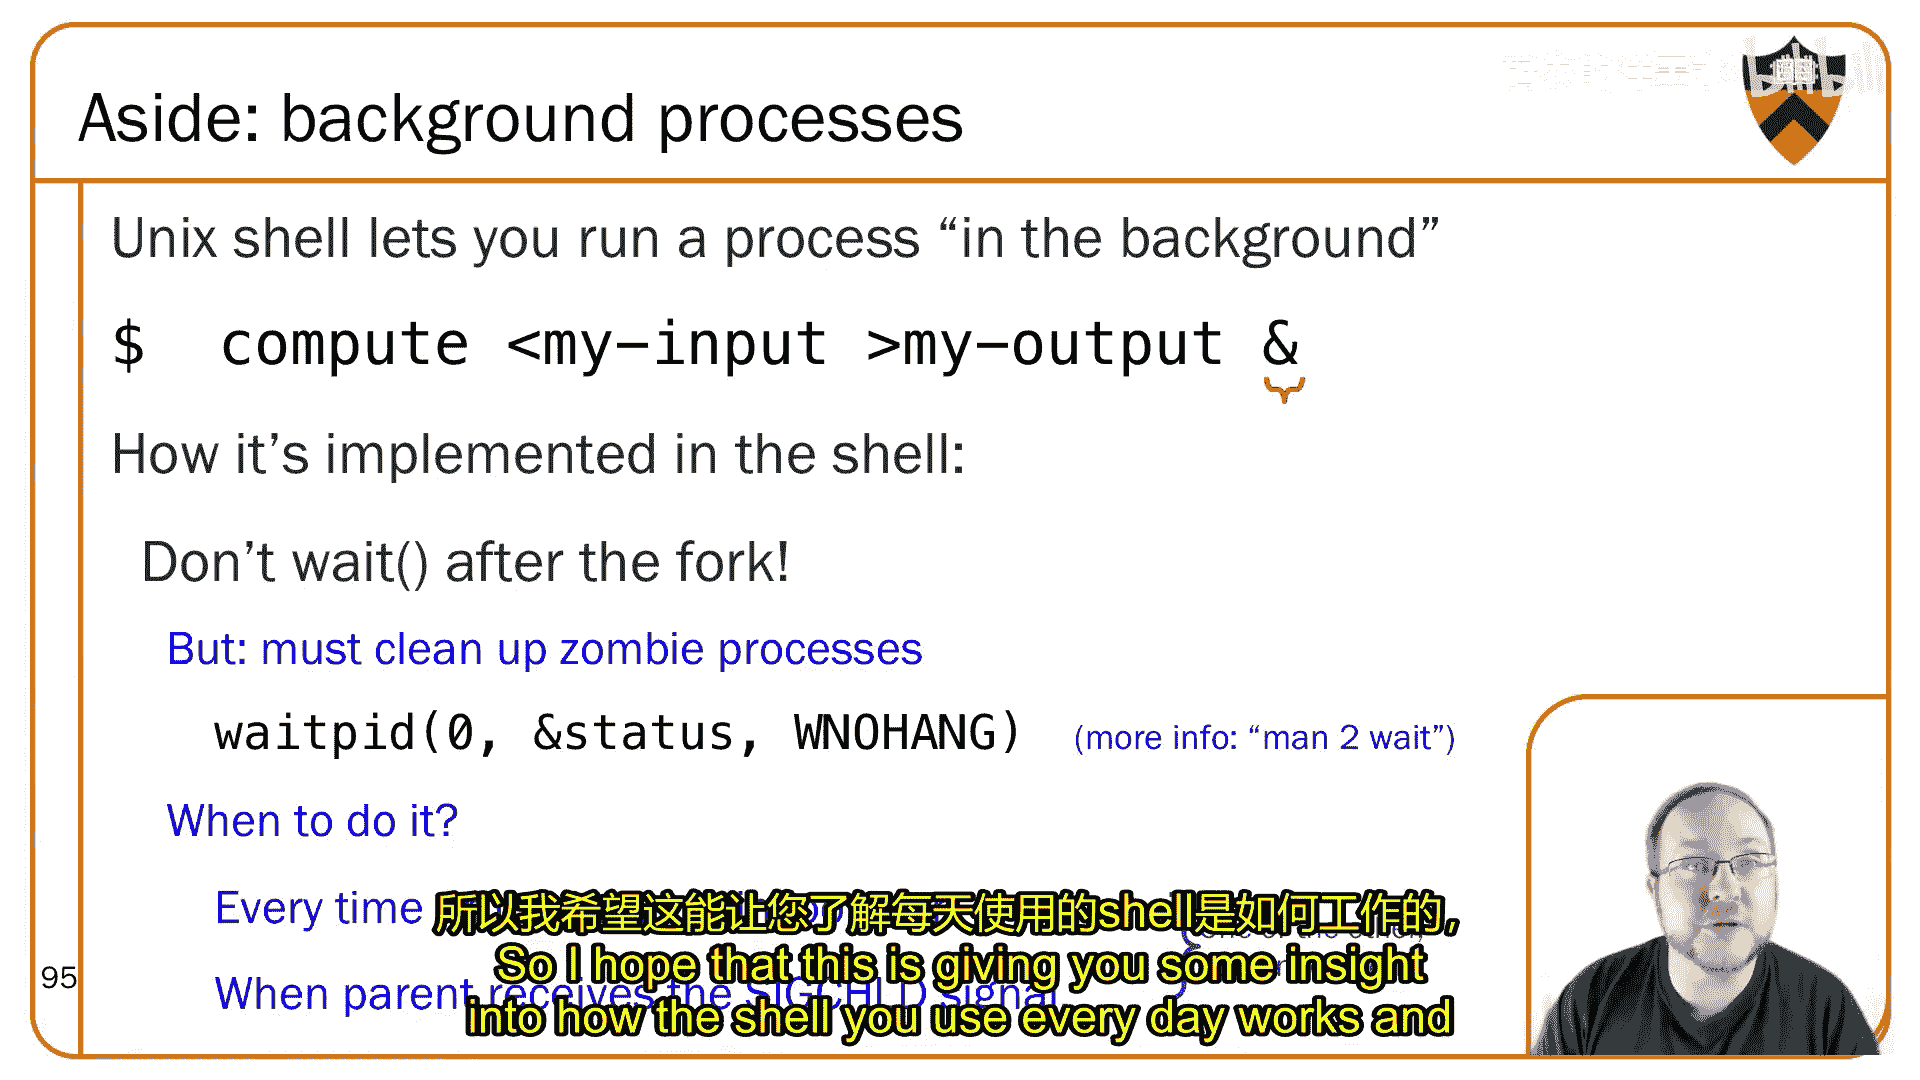 Aside: background processes
Unix shell lets you run a process “in the background”
$ compute <my-input >my-output &
How it’s implemented in the shell:
Don’t wait() after the fork!
But: must clean up zombie processes
waitpid(0, &status, WNOHANG) (more info: “man 2 wait”)
When to do it?
Every time
所以我希望这能让您了解每天使用的shell是如何工作的,
So I hope that this is giving you some insight
When parent receives the SIGCHLD signal
into how the shell you use every day works and
95